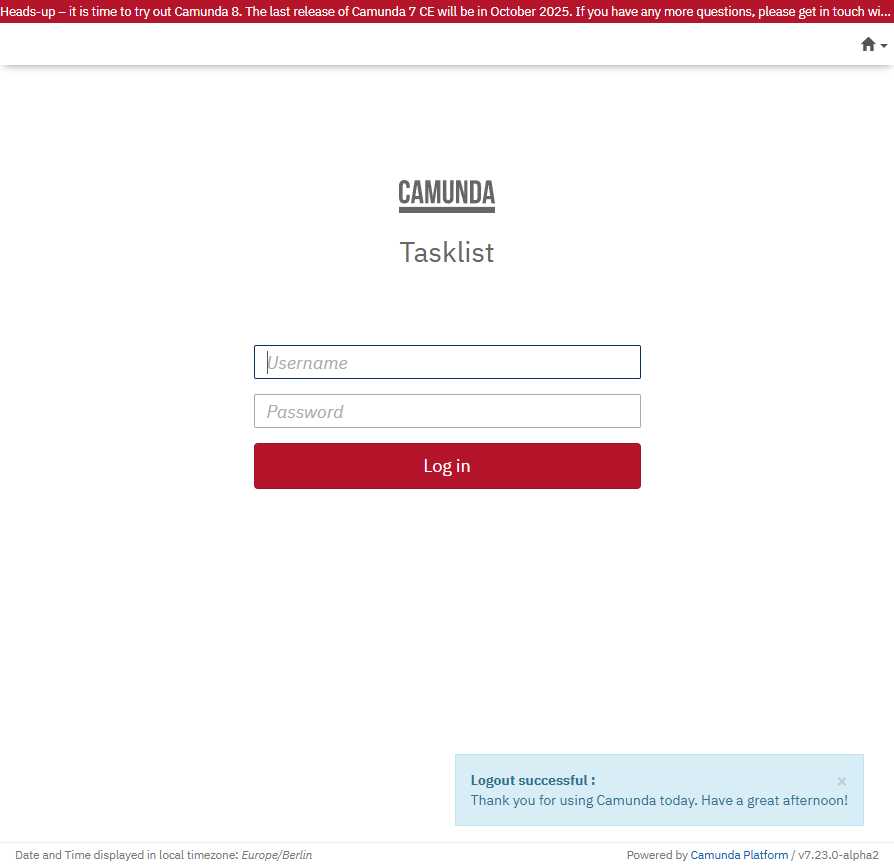 Heads-up – it is time to try out Camunda 8. The last release of Camunda 7 CE will be in October 2025. If you have any more questions, please get in touch wi...
CAMUNDA
Tasklist
Username
Password
Log in
Logout successful :
×
Thank you for using Camunda today. Have a great afternoon!
Date and Time displayed in local timezone: Europe/Berlin
Powered by Camunda Platform / v7.23.0-alpha2